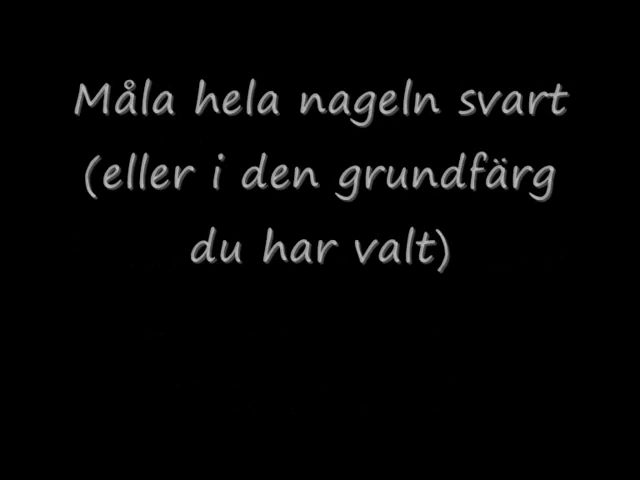 Måla hela nageln svart
(eller i den grundfärg
du har valt)